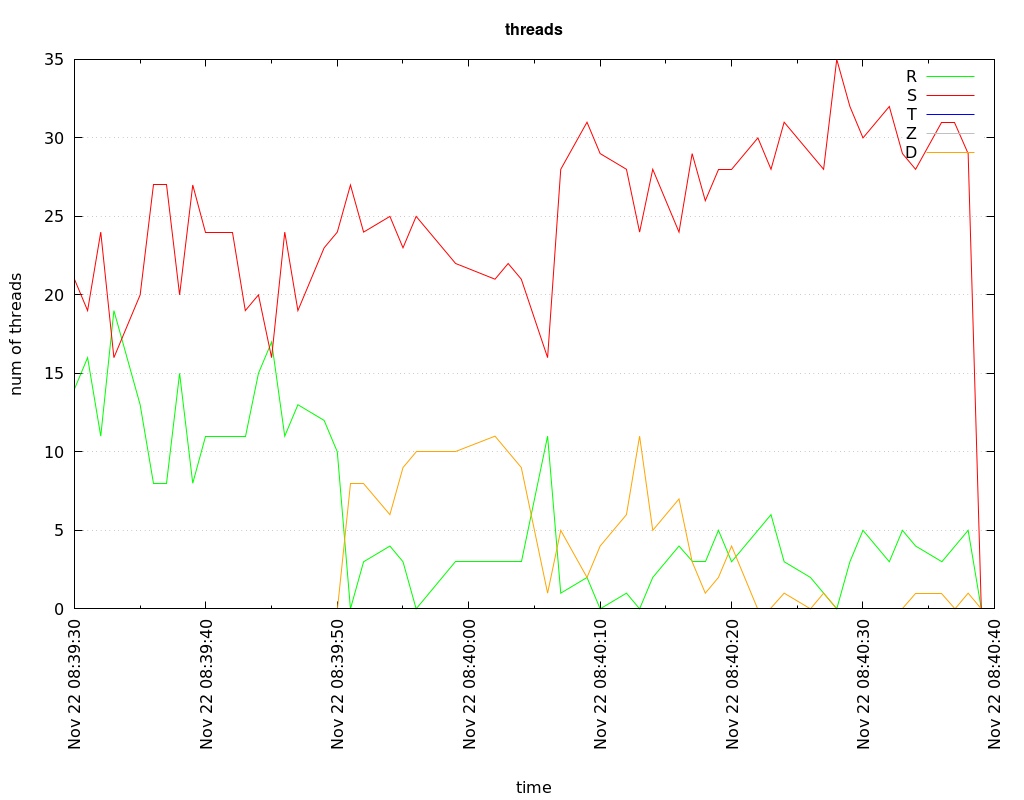 threads
35
30
25
20
15
10
5
0
num of threads
R
S
T
Z
D
Nov 22 08:39:30
Nov 22 08:39:40
Nov 22 08:39:50
Nov 22 08:40:00
Nov 22 08:40:10
Nov 22 08:40:20
Nov 22 08:40:30
Nov 22 08:40:40
time